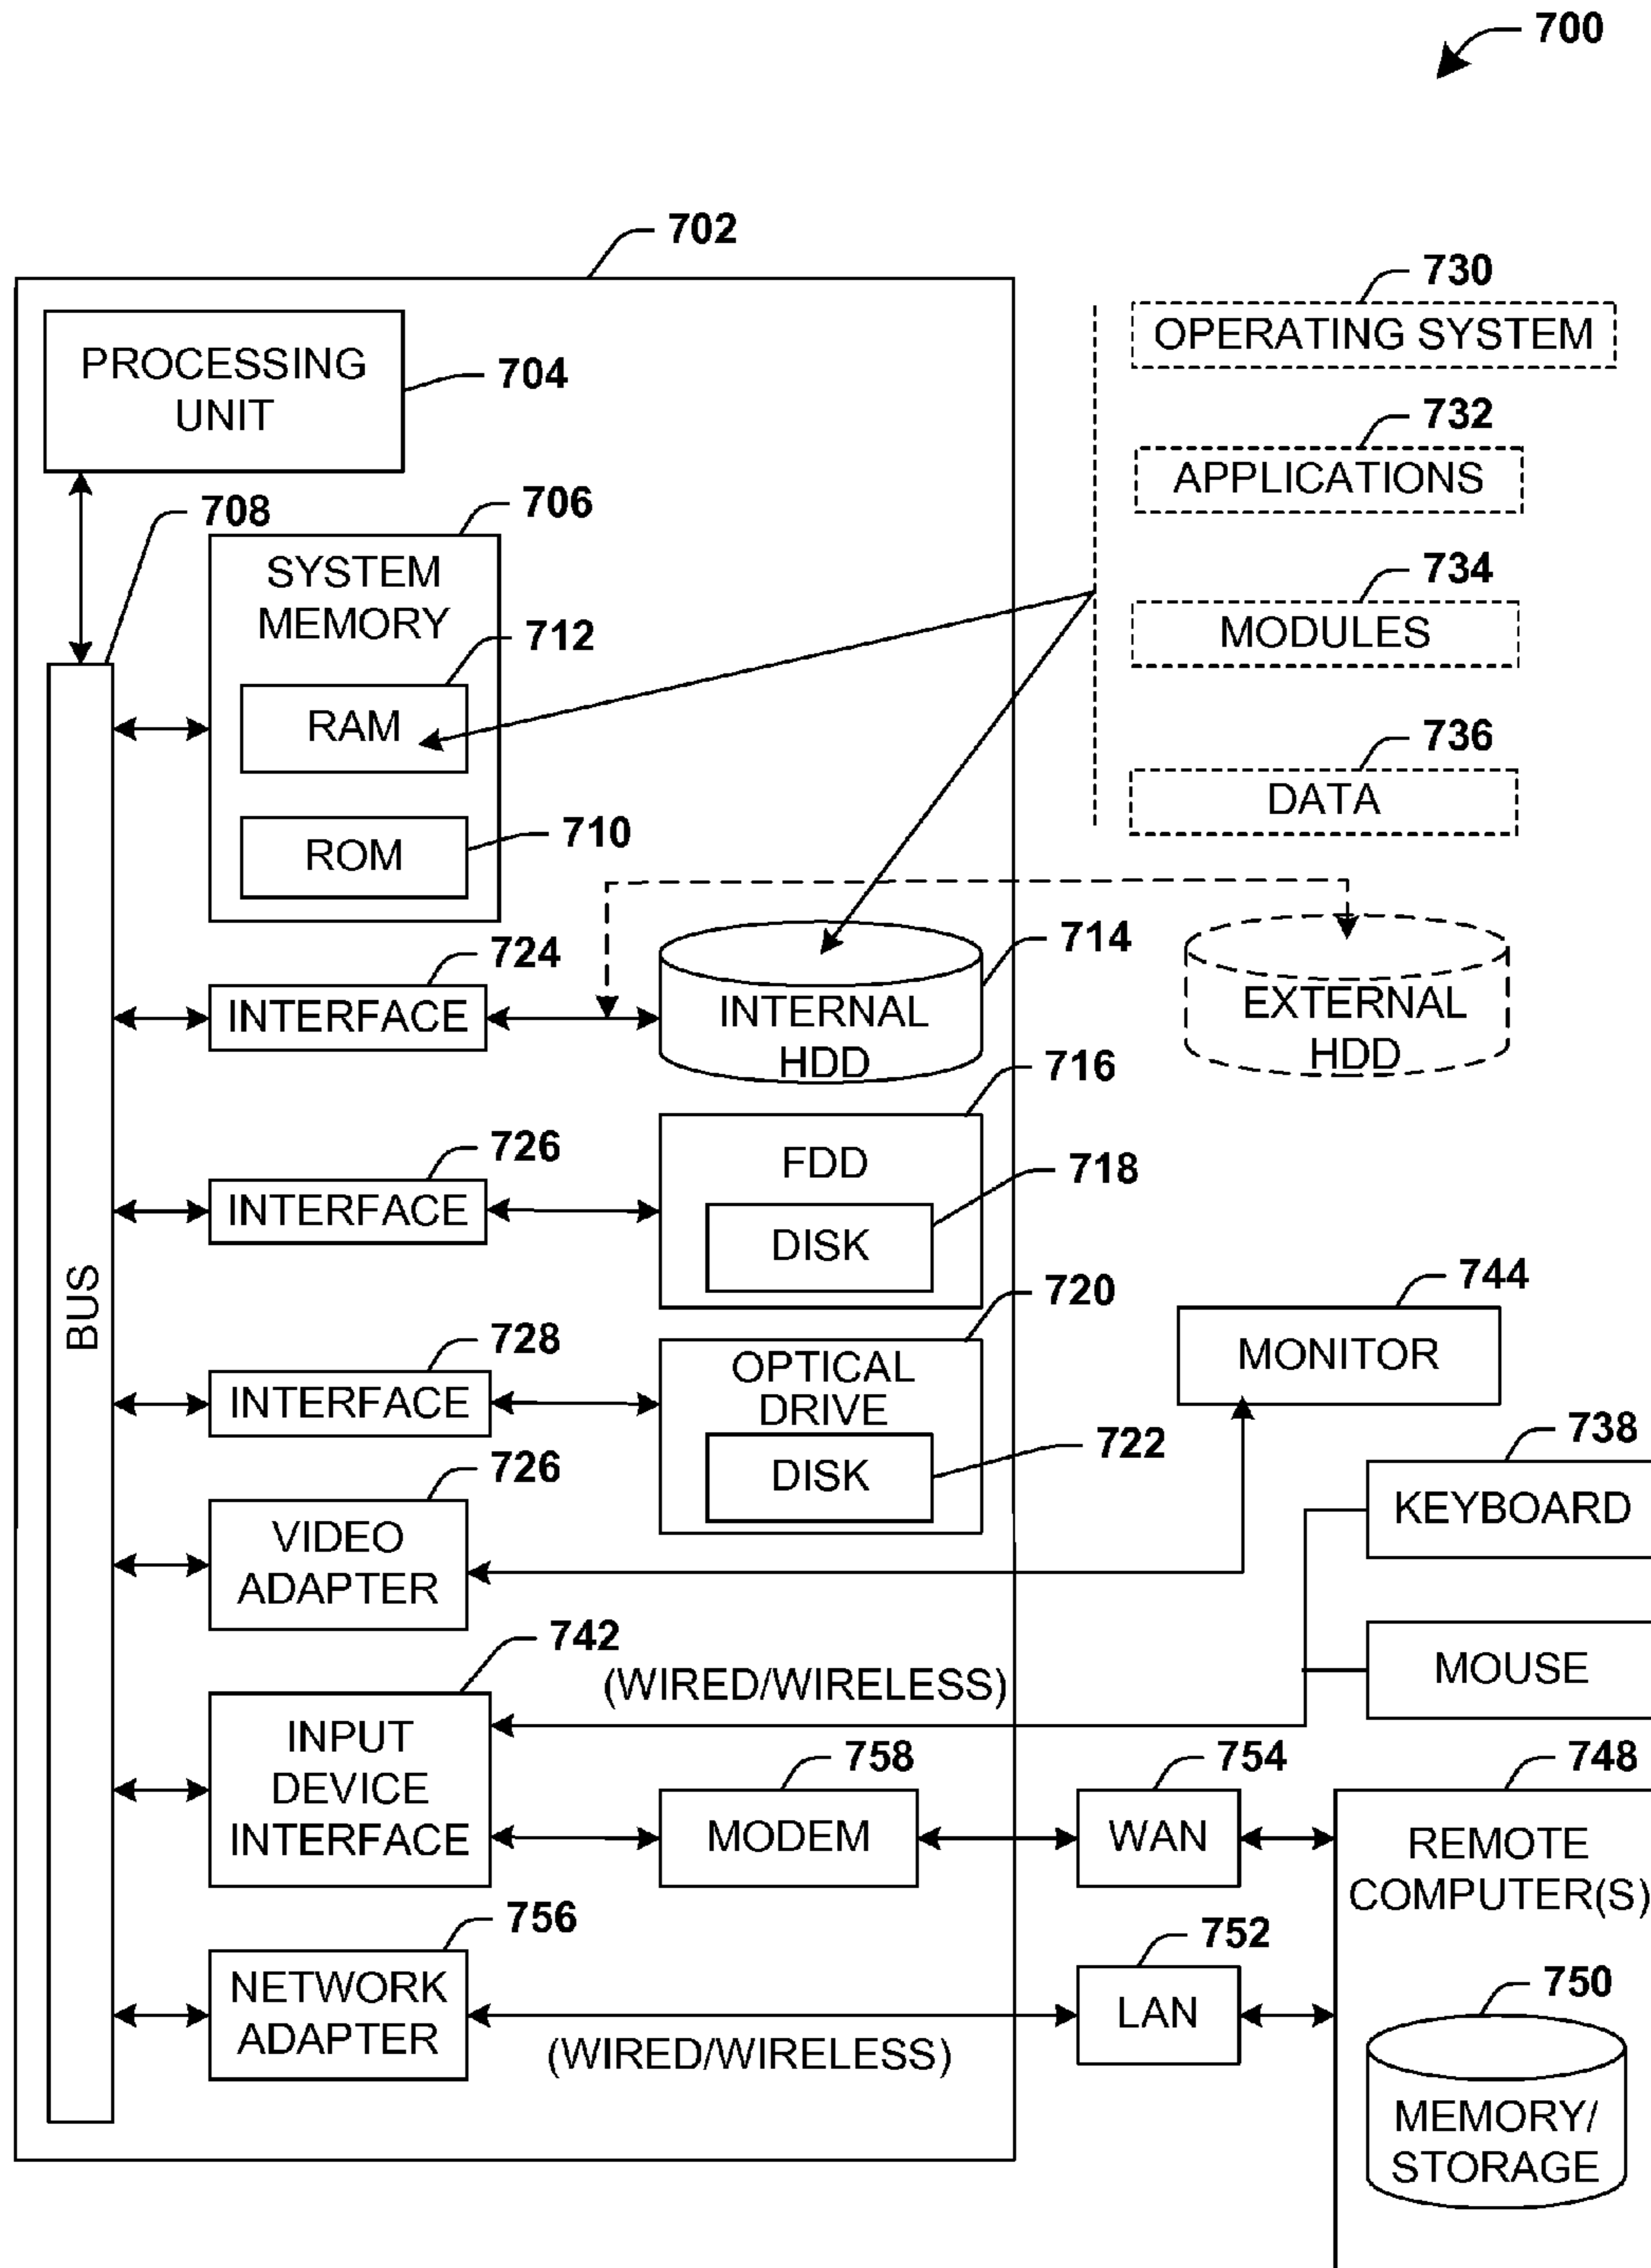 700
702
730
OPERATING SYSTEM
PROCESSING
UNIT
704
732
APPLICATIONS
708
706
SYSTEM
MEMORY
734
MODULES
712
RAM
736
DATA
710
ROM
724
INTERFACE
714
INTERNAL
HDD
EXTERNAL
HDD
716
726
INTERFACE
FDD
718
DISK
720
BUS
728
INTERFACE
OPTICAL
DRIVE
722
DISK
744
MONITOR
738
KEYBOARD
726
VIDEO
ADAPTER
MOUSE
742
(WIRED/WIRELESS)
INPUT
DEVICE
INTERFACE
758
MODEM
754
WAN
748
REMOTE
COMPUTER(S)
756
NETWORK
ADAPTER
(WIRED/WIRELESS)
752
LAN
750
MEMORY/
STORAGE